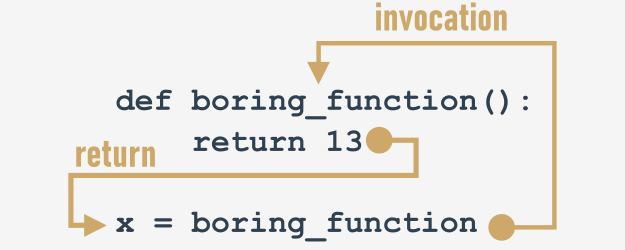 invocation
def boring_function():
    return 13
return
x = boring_function